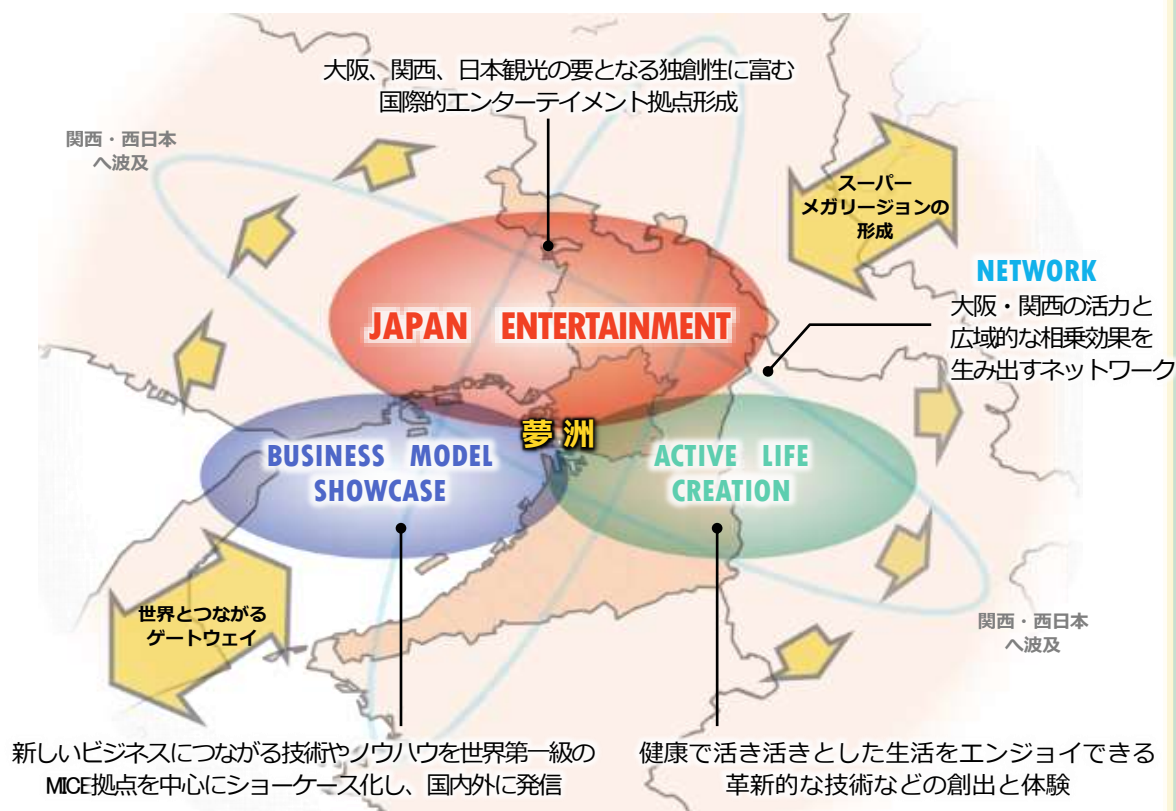 大阪、関西、日本観光の要となる独創性に富む
国際的エンターテイメント拠点形成
関西・西日本
へ波及
スーパー
メガリージョンの
形成
NETWORK
大阪・関西の活力と
広域的な相乗効果を
生み出すネットワーク
JAPAN ENTERTAINMENT
夢洲
BUSINESS MODEL
SHOWCASE
ACTIVE LIFE
CREATION
世界とつながる
ゲートウェイ
関西・西日本
へ波及
新しいビジネスにつながる技術やノウハウを世界第一級の
MICE拠点を中心にショーケース化し、国内外に発信
健康で活き活きとした生活をエンジョイできる
革新的な技術などの創出と体験